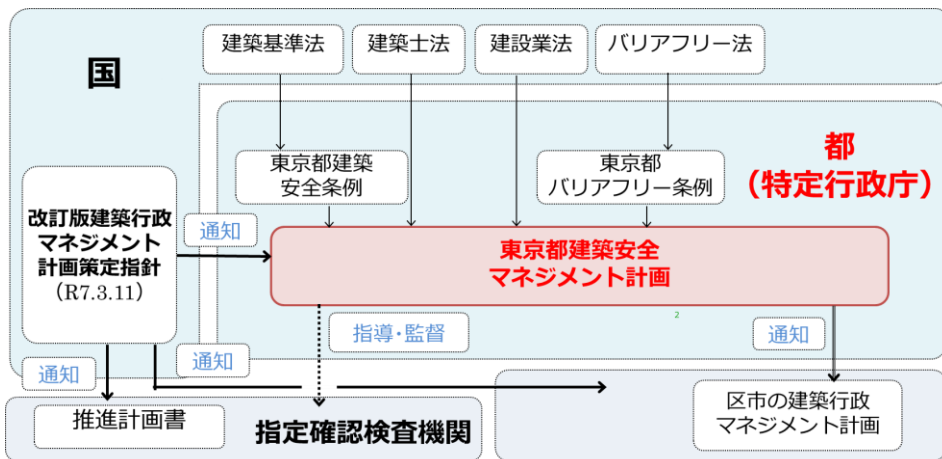 国
建築基準法
建築士法
建設業法
バリアフリー法
都
（特定行政庁）
東京都建築
安全条例
東京都
バリアフリー条例
改訂版建築行政
マネジメント
計画策定指針
（R7.3.11）
通知
東京都建築安全
マネジメント計画
2
指導・監督
通知
通知
通知
推進計画書
指定確認検査機関
区市の建築行政
マネジメント計画